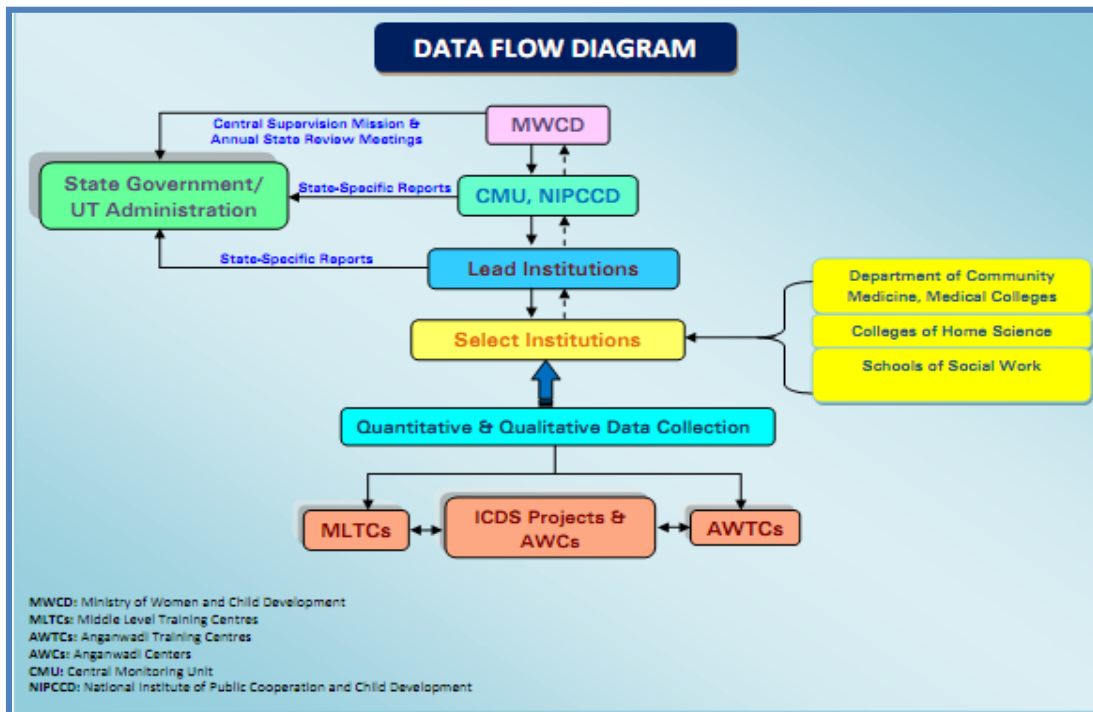 DATA FLOW DIAGRAM
Central Supervision Mission &
Annual State Review Meetings
MWCD
State Government/
UT Administration
State-Specific Reports
CMU, NIPCCD
State-Specific Reports
Lead Institutions
Department of Community
Medicine, Medical Colleges
Select Institutions
Colleges of Home Science
Schools of Social Work
Quantitative & Qualitative Data Collection
MLTCs
ICDS Projects &
AWCs
AWTCs
MWCD: Ministry of Women and Child Development
MLTCs: Middle Level Training Centres
AWTCs: Anganwadi Training Centres
AWCs: Anganwadi Centers
CMU: Central Monitoring Unit
NIPCCD: National Institute of Public Cooperation and Child Development